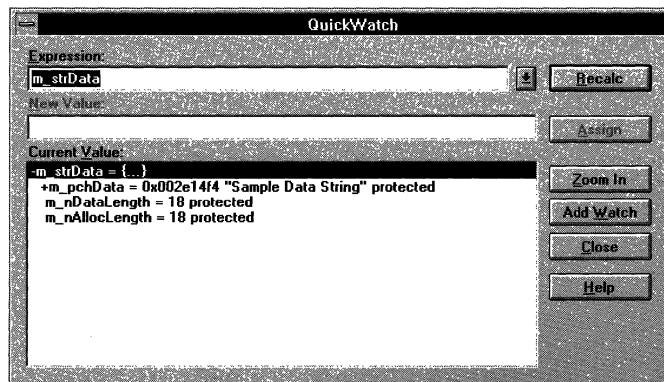 QuickWatch
Expression:
m_strData
Recalc
New Value:
Assign
Current Value:
-m_strData = {...}
+m_pchData = 0x002e14f4 "Sample Data String" protected
m_nDataLength = 18 protected
m_nAllocLength = 18 protected
Zoom In
Add Watch
Close
Help